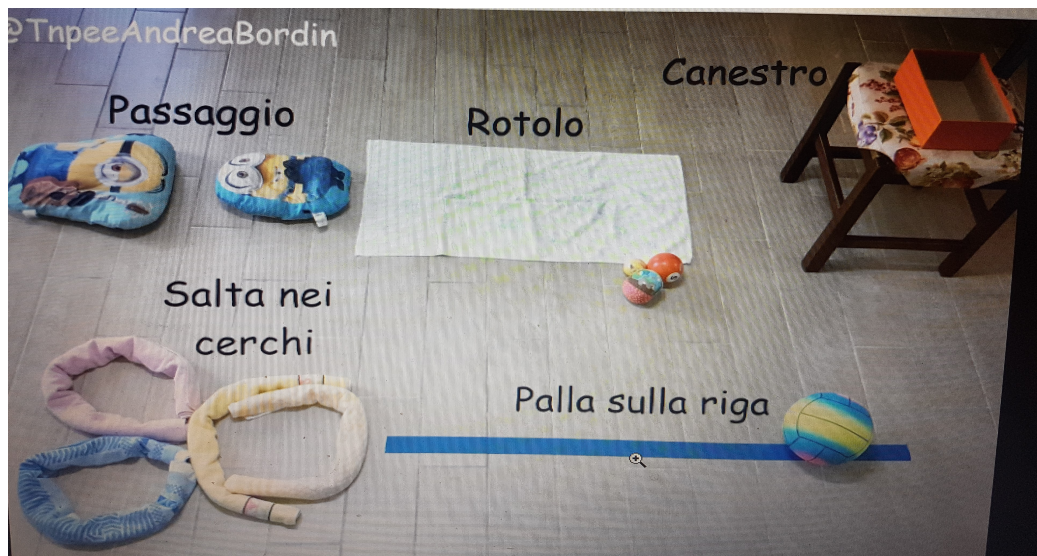 @TnpeeAndreaBordin
Canestro
Passaggio
Rotolo
Salta nei
cerchi
Palla sulla riga